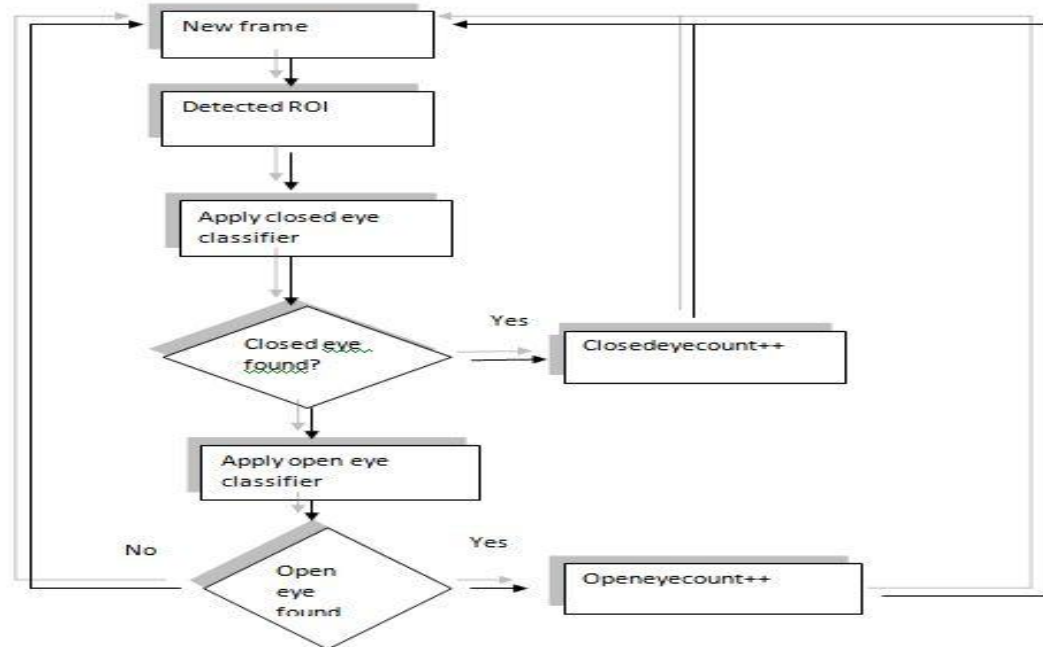 New frame
Detected ROI
Apply closed eye
classifier
Yes
Closed eye
found?
Closedeyecount++
Apply open eye
classifier
No
Yes
Open
eye
found
Openeyecount++